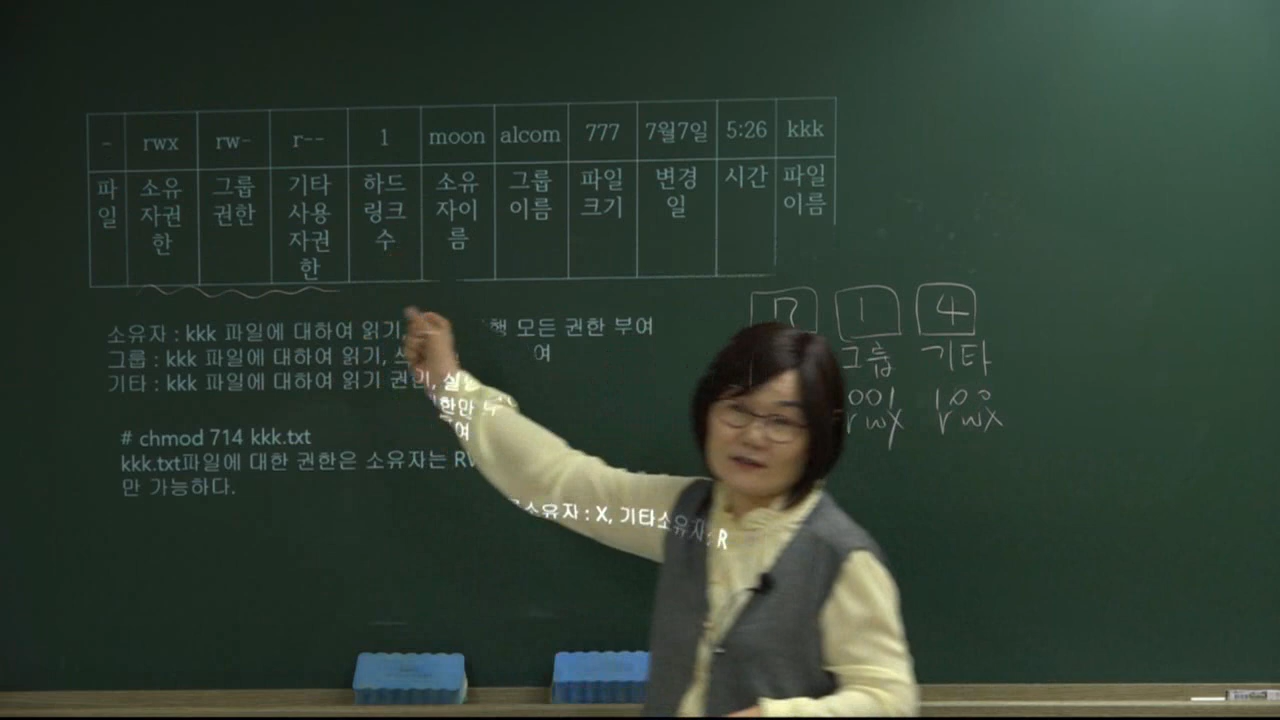 - rwx rw- r-- 1 moon alcom 777 7월7일 5:26 kkk
파일 소유자권한 그룹권한 기타사용자권한 하드링크수 소유자이름 그룹이름 파일크기 변경일 시간 파일이름
소유자 : kkk 파일에 대하여 읽기, 모든 권한 부여
그룹 : kkk 파일에 대하여 읽기, 여
기타 : kkk 파일에 대하여 읽기
# chmod 714 kkk.txt
kkk.txt파일에 대한 권한은 소유자는
만 가능하다.
소유자 : X, 기타소유자: R
7 1 4
그룹 기타
001 100
rwx rwx